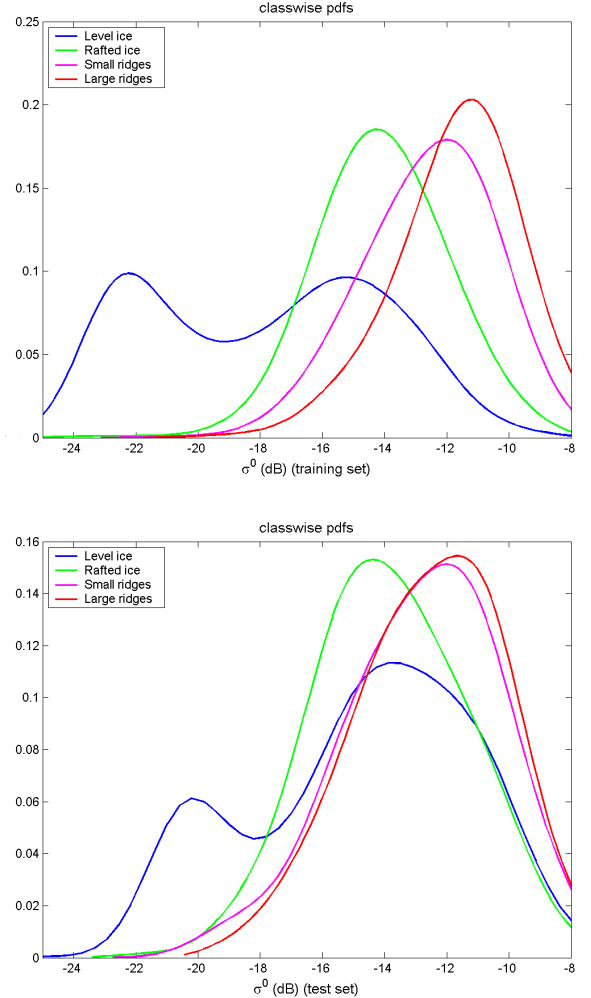 classwise pdfs
0.25
Level ice
Rafted ice
Small ridges
Large ridges
0.2
0.15
0.1
0.05
0
-24 -22 -20 -18 -16 -14 -12 -10 -8
σ⁰ (dB) (training set)
classwise pdfs
0.16
Level ice
Rafted ice
Small ridges
Large ridges
0.14
0.12
0.1
0.08
0.06
0.04
0.02
0
-24 -22 -20 -18 -16 -14 -12 -10 -8
σ⁰ (dB) (test set)